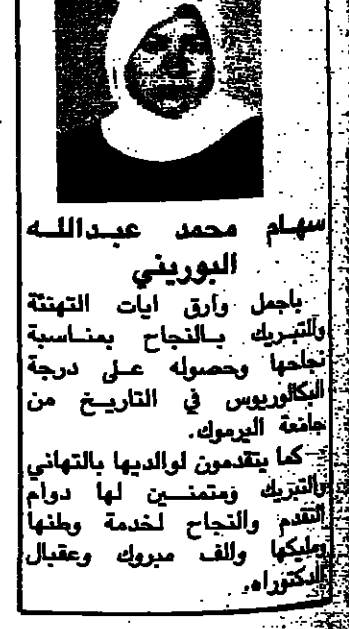 سهام محمد عبدالله
البوريني
باجمل وارق ايات التهنئة
والتبريك بالنجاح بمناسبة
نجاحها وحصوله على درجة
البكالوريوس في التاريخ من
جامعة اليرموك.
كما يتقدمون لوالديها بالتهاني
والتبريك ومتمنين لها دوام
التقدم والنجاح لخدمة وطنها
ومليكها واللف مبروك وعقبال
الدكتوراه.